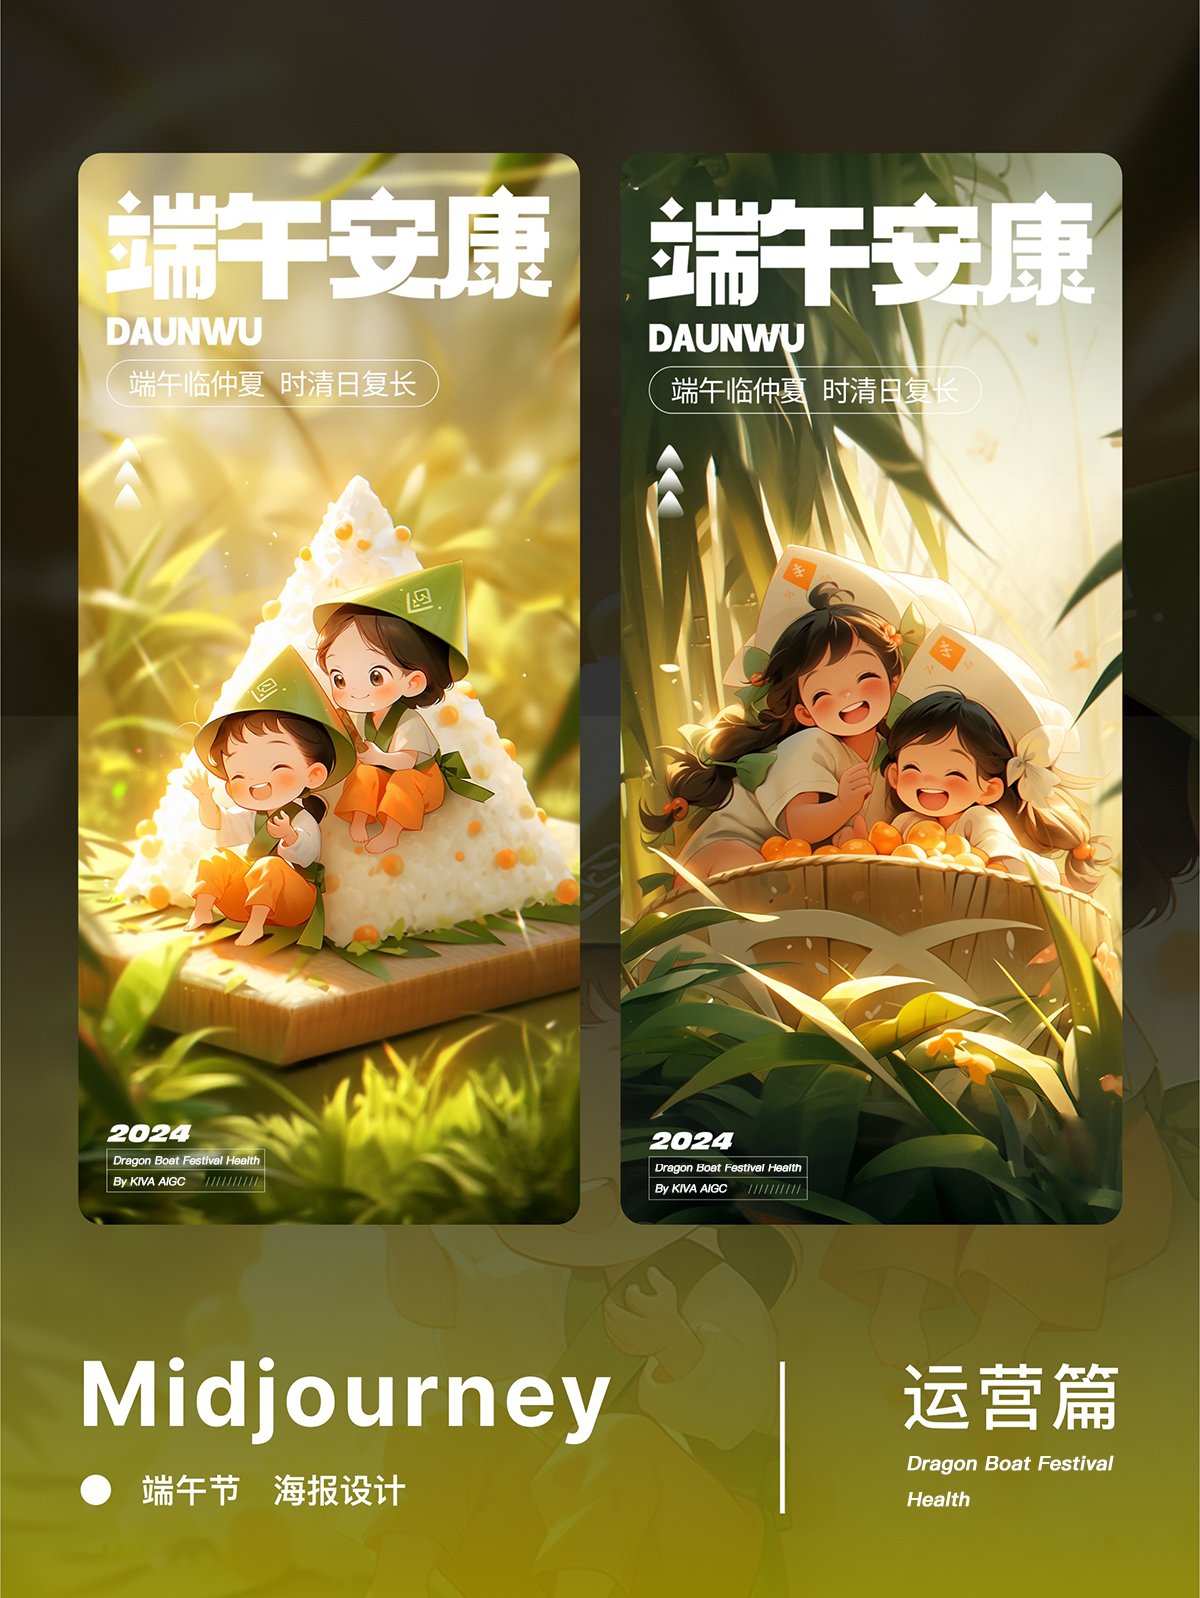 端午安康
DAUNWU
端午临仲夏 时清日复长
2024
Dragon Boat Festival Health
By KIVA AIGC //////////
端午安康
DAUNWU
端午临仲夏 时清日复长
2024
Dragon Boat Festival Health
By KIVA AIGC //////////
Midjourney
端午节 海报设计
运营篇
Dragon Boat Festival
Health